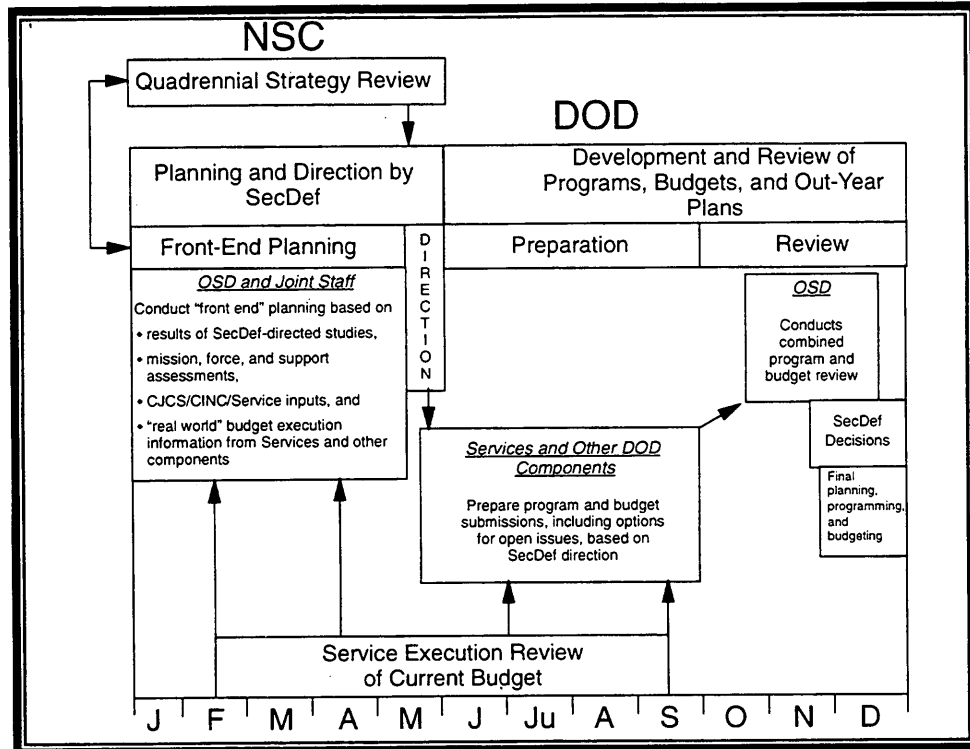 NSC
Quadrennial Strategy Review
DOD
Planning and Direction by
SecDef
Development and Review of
Programs, Budgets, and Out-Year
Plans
Front-End Planning
DIRECTION
Preparation
Review
OSD and Joint Staff
Conduct "front end" planning based on
• results of SecDef-directed studies,
• mission, force, and support
assessments,
• CJCS/CINC/Service inputs, and
• "real world" budget execution
information from Services and other
components
OSD
Conducts
combined
program and
budget review
SecDef
Decisions
Final
planning,
programming,
and
budgeting
Services and Other DOD
Components
Prepare program and budget
submissions, including options
for open issues, based on
SecDef direction
Service Execution Review
of Current Budget
J F M A M J Ju A S O N D